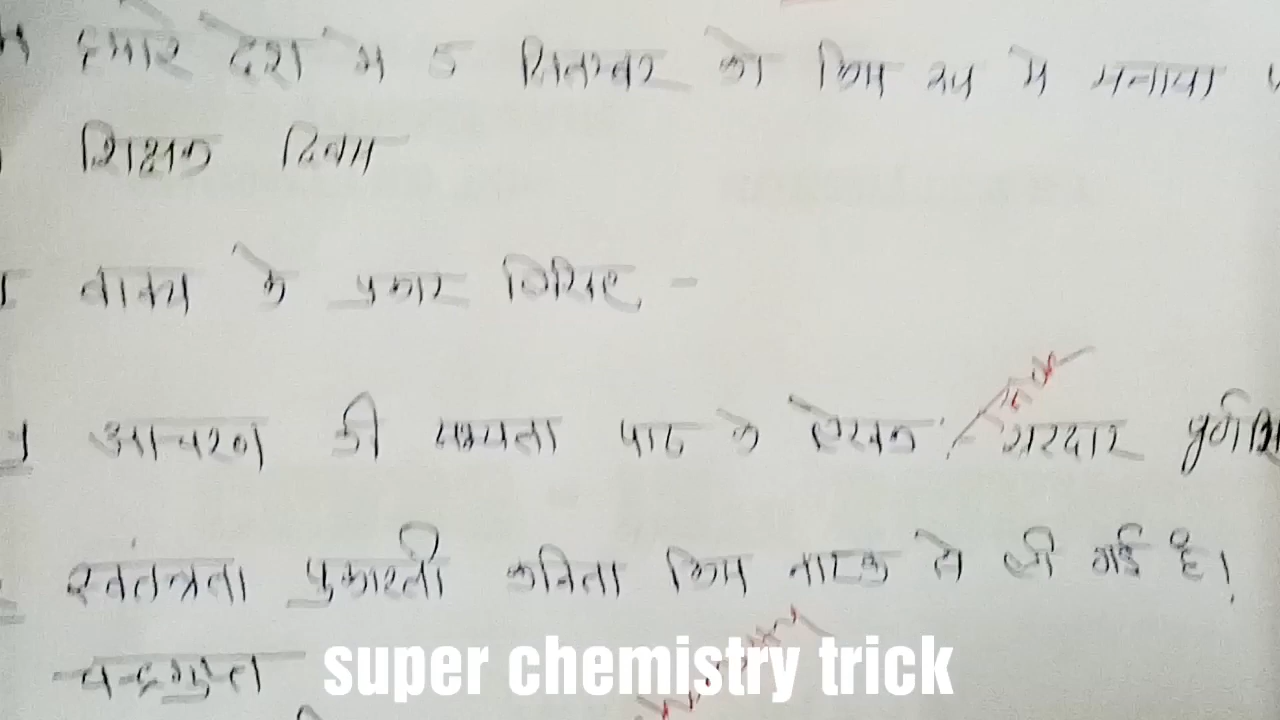 हमारे देश मे 5 सितम्बर को किस रूप मे मनाया
शिक्षक दिवस
वाक्य के प्रकार लिखिए -
आचरण की सभ्यता पाठ के लेखक - सरदार पूर्ण
स्वतंत्रता पुकारती कविता किस नाटक से ली गई है।
चन्द्रगुप्त
super chemistry trick